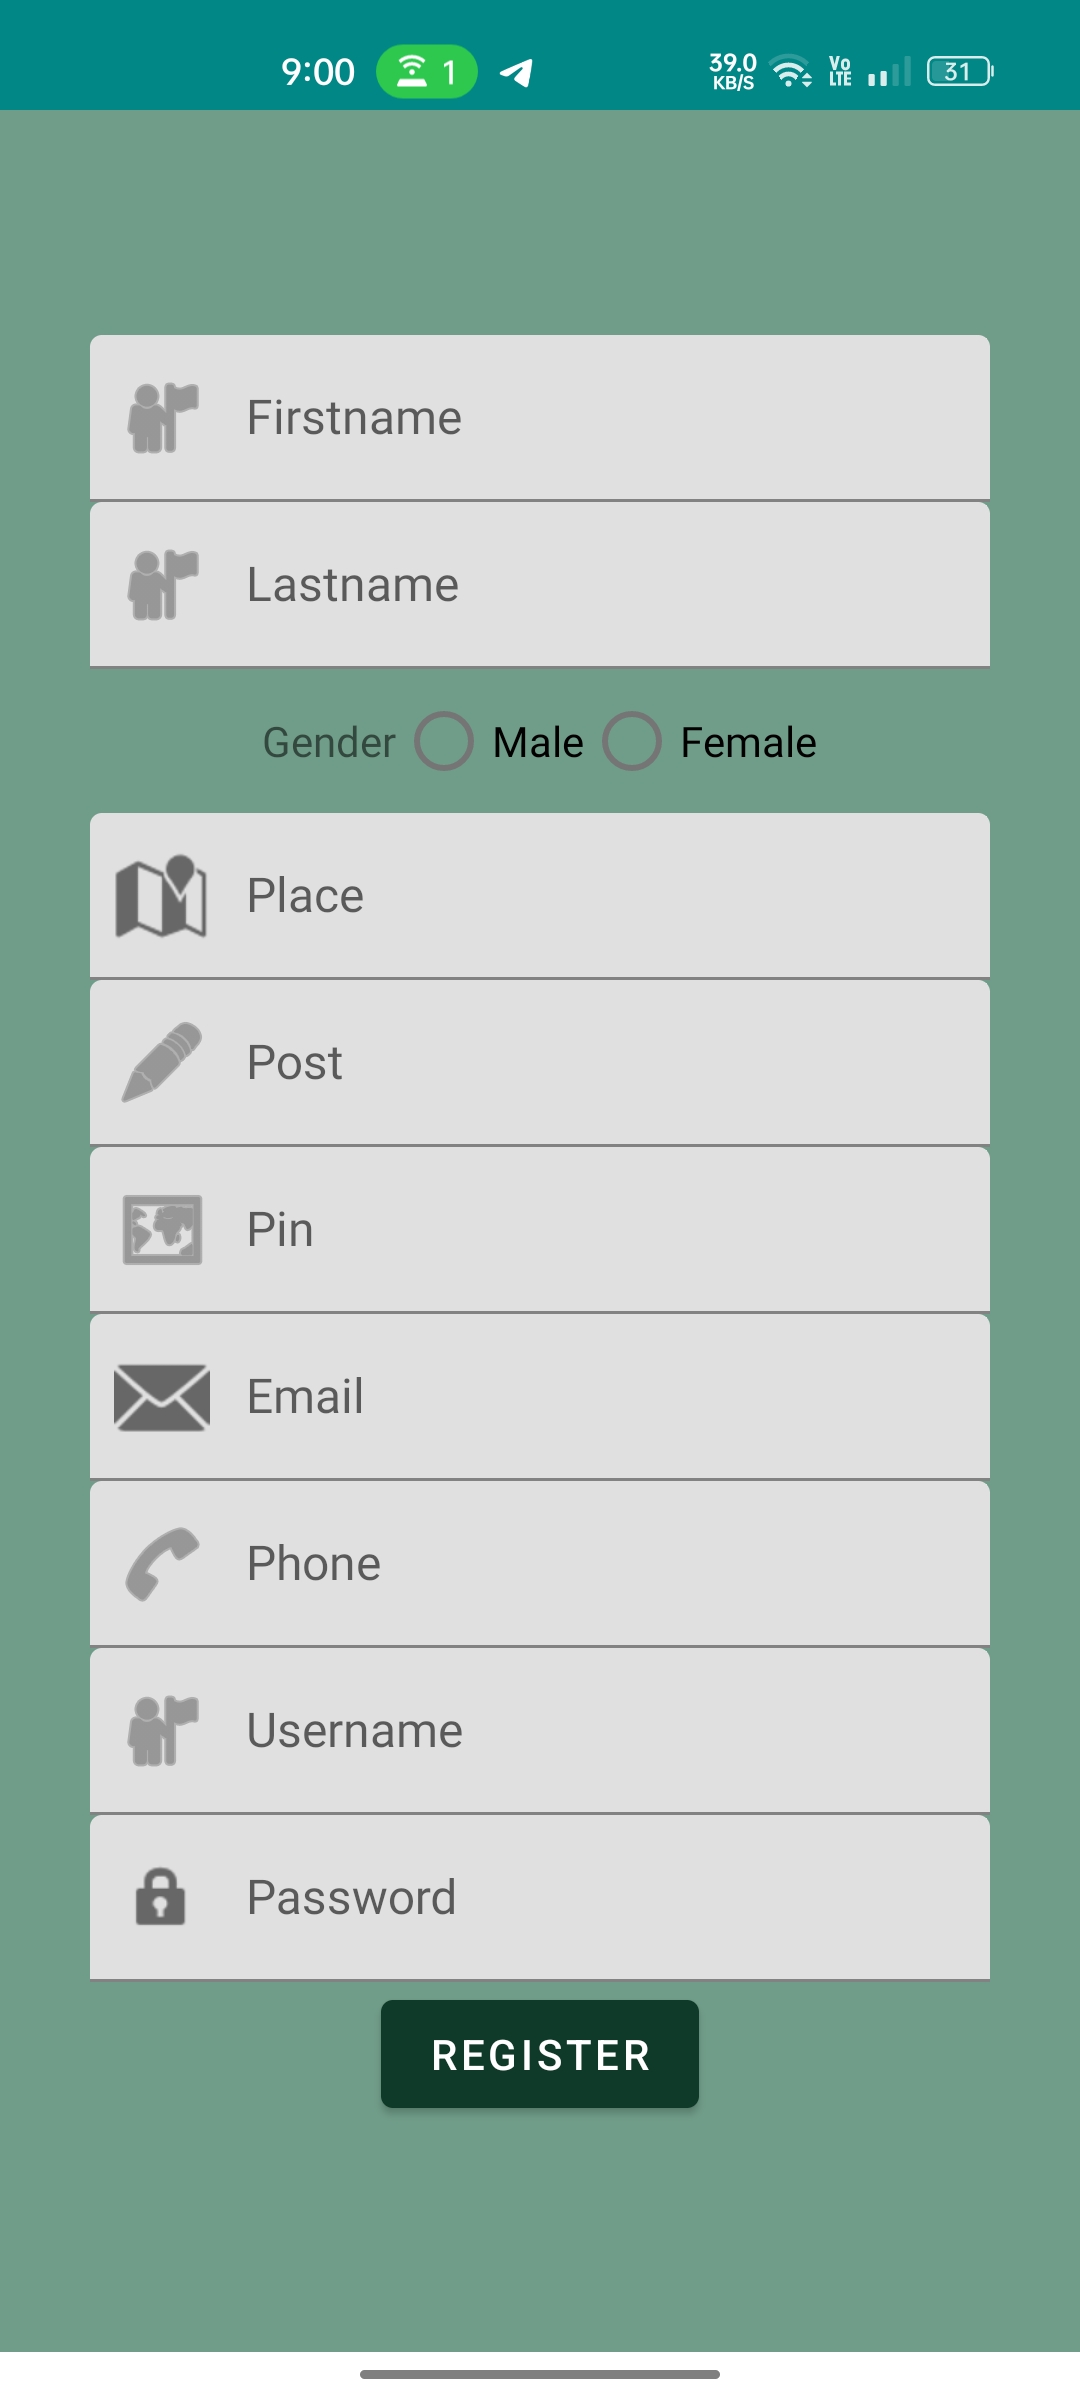 9:00 1 39.0 KB/S Vo LTE 31
Firstname
Lastname
Gender Male Female
Place
Post
Pin
Email
Phone
Username
Password
REGISTER